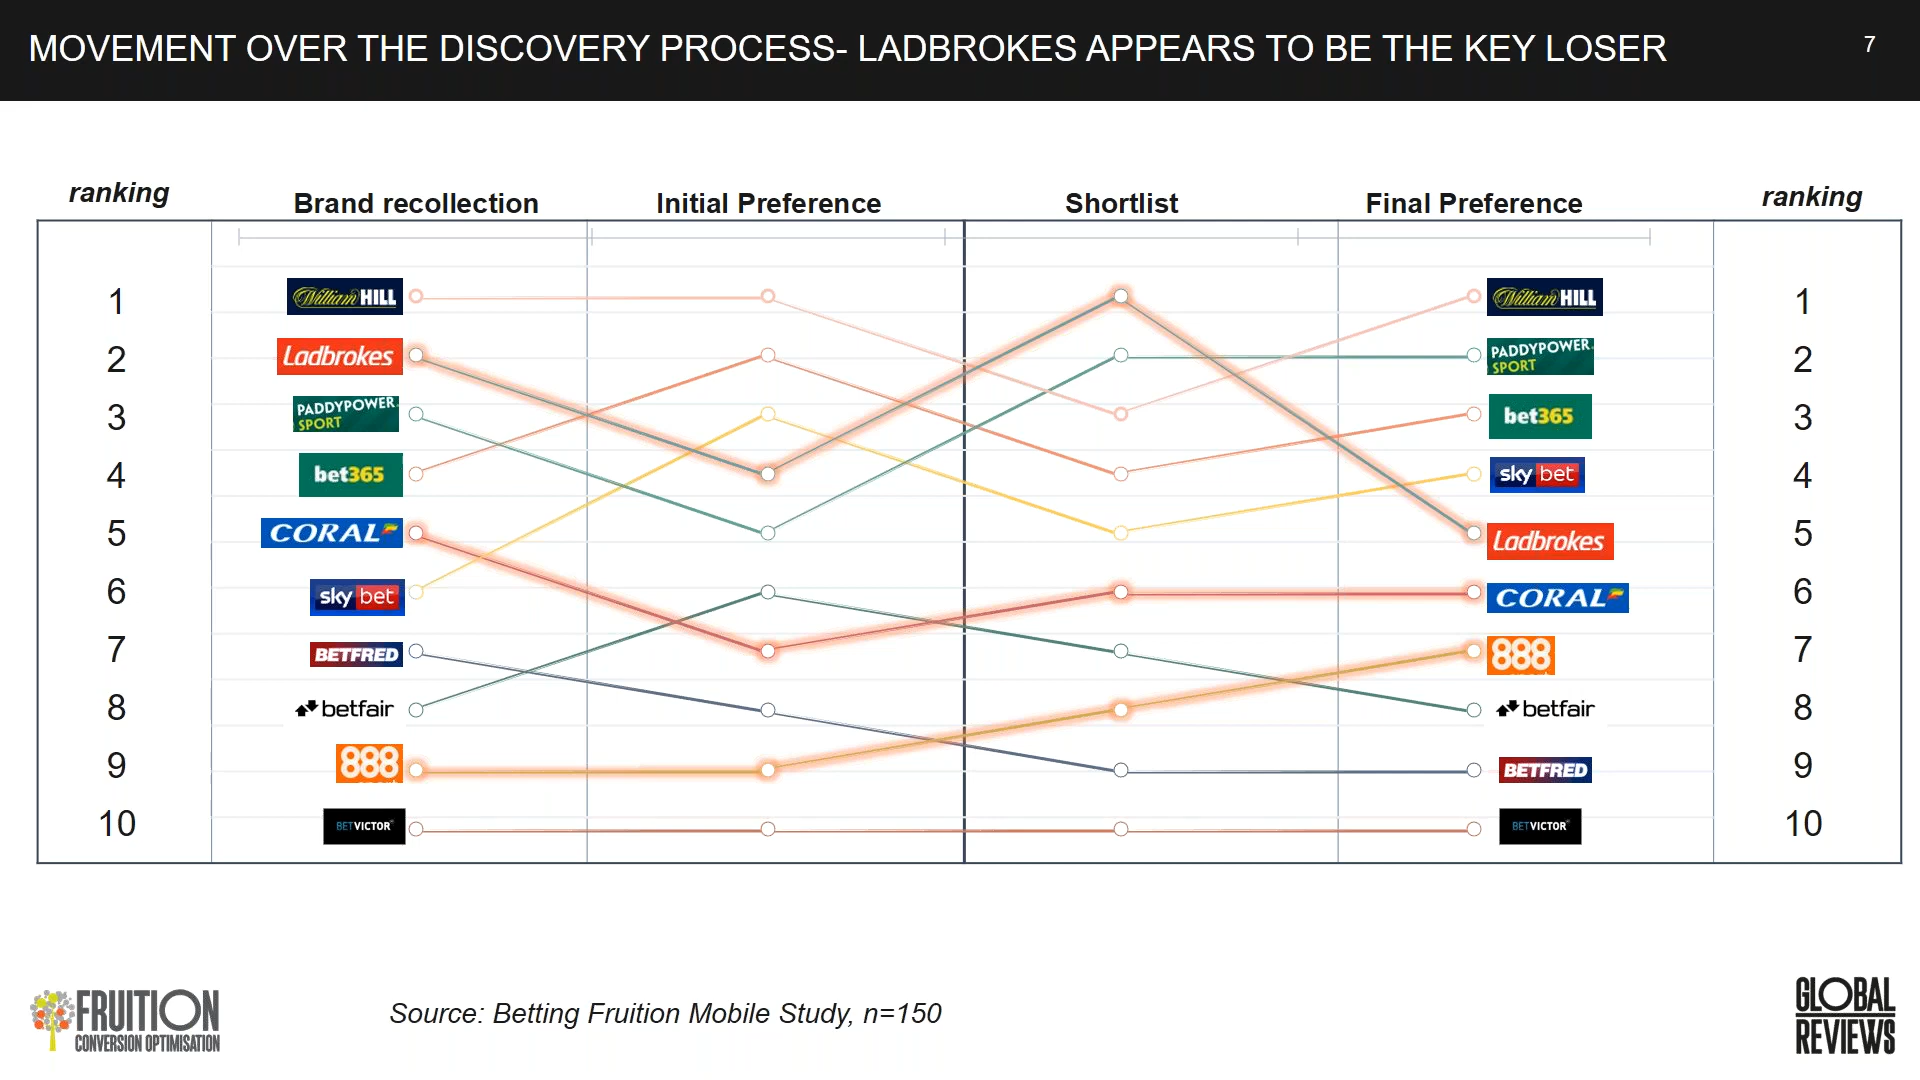 MOVEMENT OVER THE DISCOVERY PROCESS- LADBROKES APPEARS TO BE THE KEY LOSER
7
ranking
Brand recollection
Initial Preference
Shortlist
Final Preference
ranking
1
William HILL
William HILL
1
2
Ladbrokes
PADDYPOWER.
SPORT
2
3
PADDYPOWER.
SPORT
bet365
3
4
bet365
sky bet
4
5
CORAL
Ladbrokes
5
6
sky bet
CORAL
6
7
BETFRED
888
7
8
betfair
betfair
8
9
888
BETFRED
9
10
BETVICTOR
BETVICTOR
10
FRUITION
CONVERSION OPTIMISATION
Source: Betting Fruition Mobile Study, n=150
GLOBAL
REVIEWS